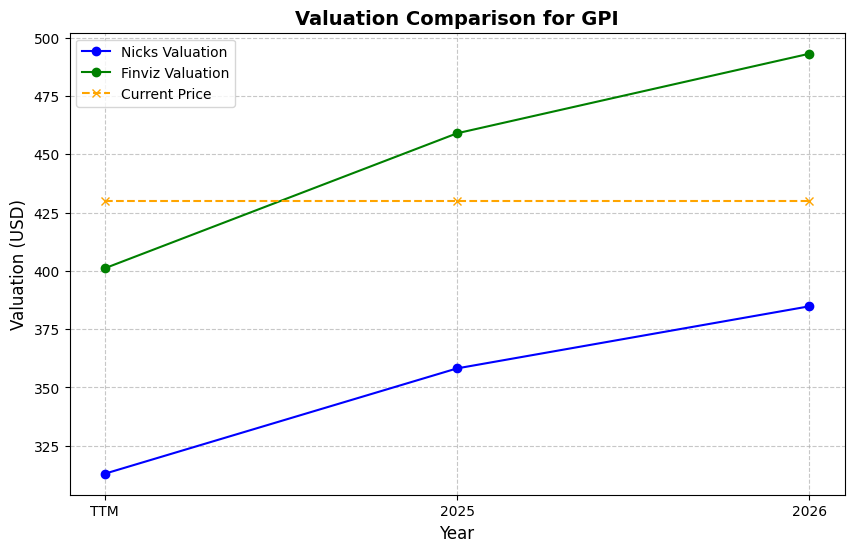 Valuation Comparison for GPI
Nicks Valuation
Finviz Valuation
Current Price
Valuation (USD)
500
475
450
425
400
375
350
325
TTM
2025
2026
Year